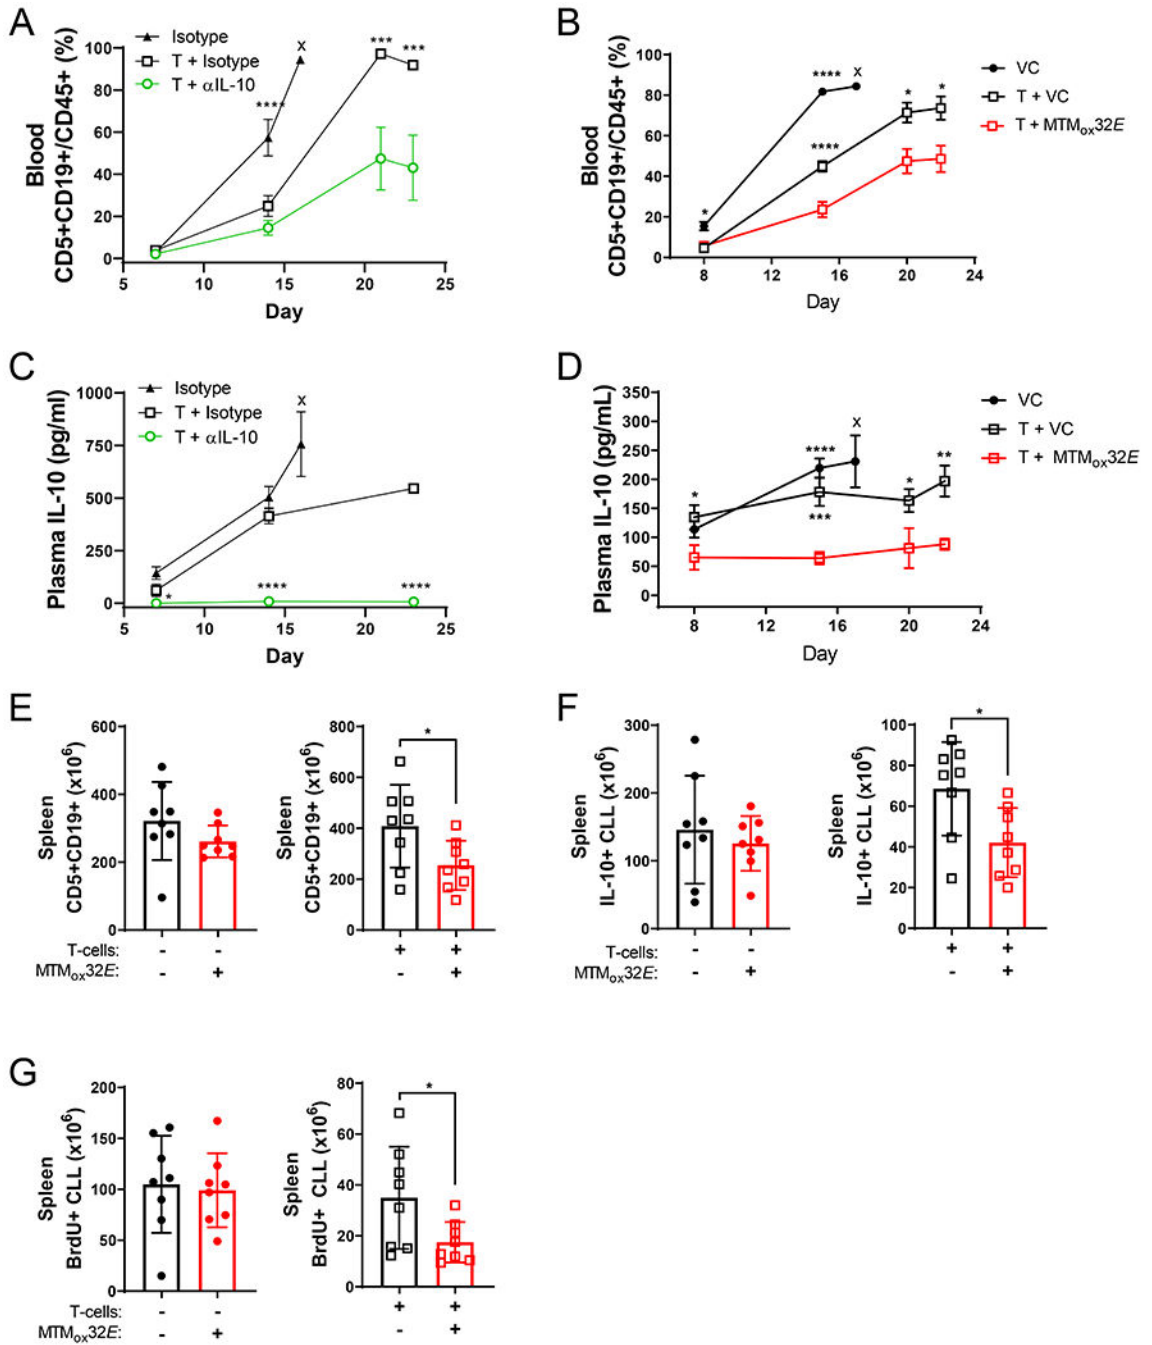 A
Isotype
T + Isotype
T + αIL-10
Blood
CD5+CD19+/CD45+ (%)
100
80
60
40
20
0
****
X
***
***
5
10
15
20
25
Day
B
VC
T + VC
T + MTMox32E
Blood
CD5+CD19+/CD45+ (%)
100
80
60
40
20
0
*
****
X
****
*
*
8
12
16
20
24
Day
C
Isotype
T + Isotype
T + αIL-10
Plasma IL-10 (pg/ml)
1000
750
500
250
0
X
*
****
****
5
10
15
20
25
Day
D
VC
T + VC
T + MTMox32E
Plasma IL-10 (pg/mL)
350
300
250
200
150
100
50
0
*
****
X
***
*
**
8
12
16
20
24
Day
E
Spleen
CD5+CD19+ (x10⁶)
600
400
200
0
Spleen
CD5+CD19+ (x10⁶)
800
600
400
200
0
*
T-cells: - - + +
MTMox32E: - + - +
F
Spleen
IL-10+ CLL (x10⁶)
300
200
100
0
Spleen
IL-10+ CLL (x10⁶)
100
80
60
40
20
0
*
T-cells: - - + +
MTMox32E: - + - +
G
Spleen
BrdU+ CLL (x10⁶)
200
150
100
50
0
Spleen
BrdU+ CLL (x10⁶)
80
60
40
20
0
*
T-cells: - - + +
MTMox32E: - + - +